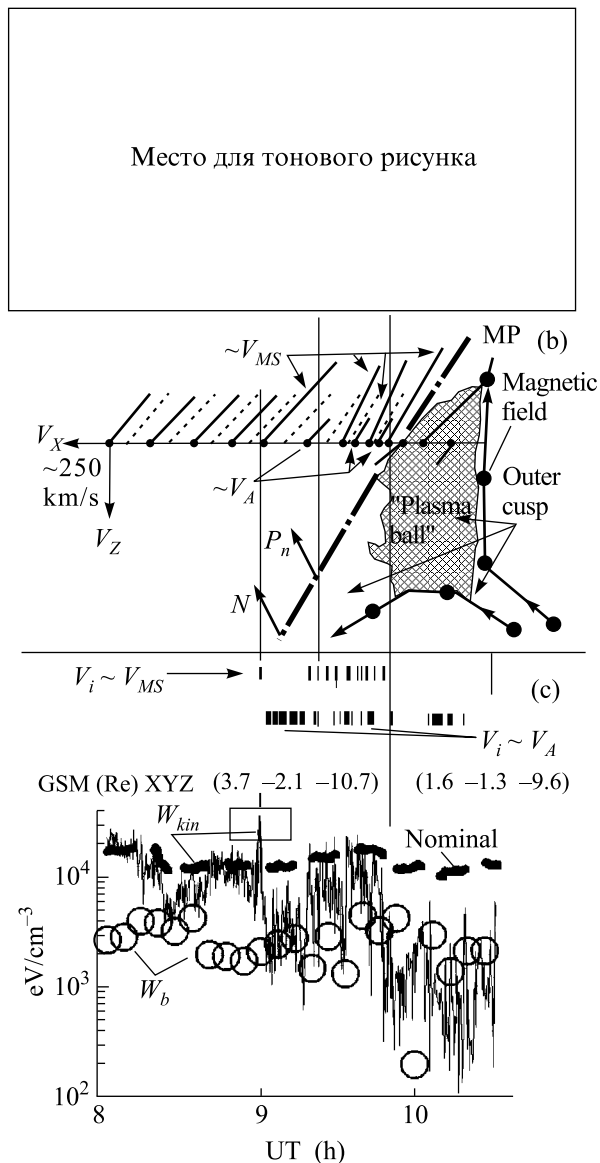 Место для тонового рисунка
MP
(b)
~V_MS
Magnetic
field
V_X
~250
km/s
~V_A
Outer
cusp
"Plasma
ball"
V_Z
P_n
N
V_i ~ V_MS
(c)
V_i ~ V_A
GSM (Re) XYZ (3.7 –2.1 –10.7) (1.6 –1.3 –9.6)
W_kin
Nominal
10^4
eV/cm^–3
W_b
10^3
10^2
8 9 10
UT (h)